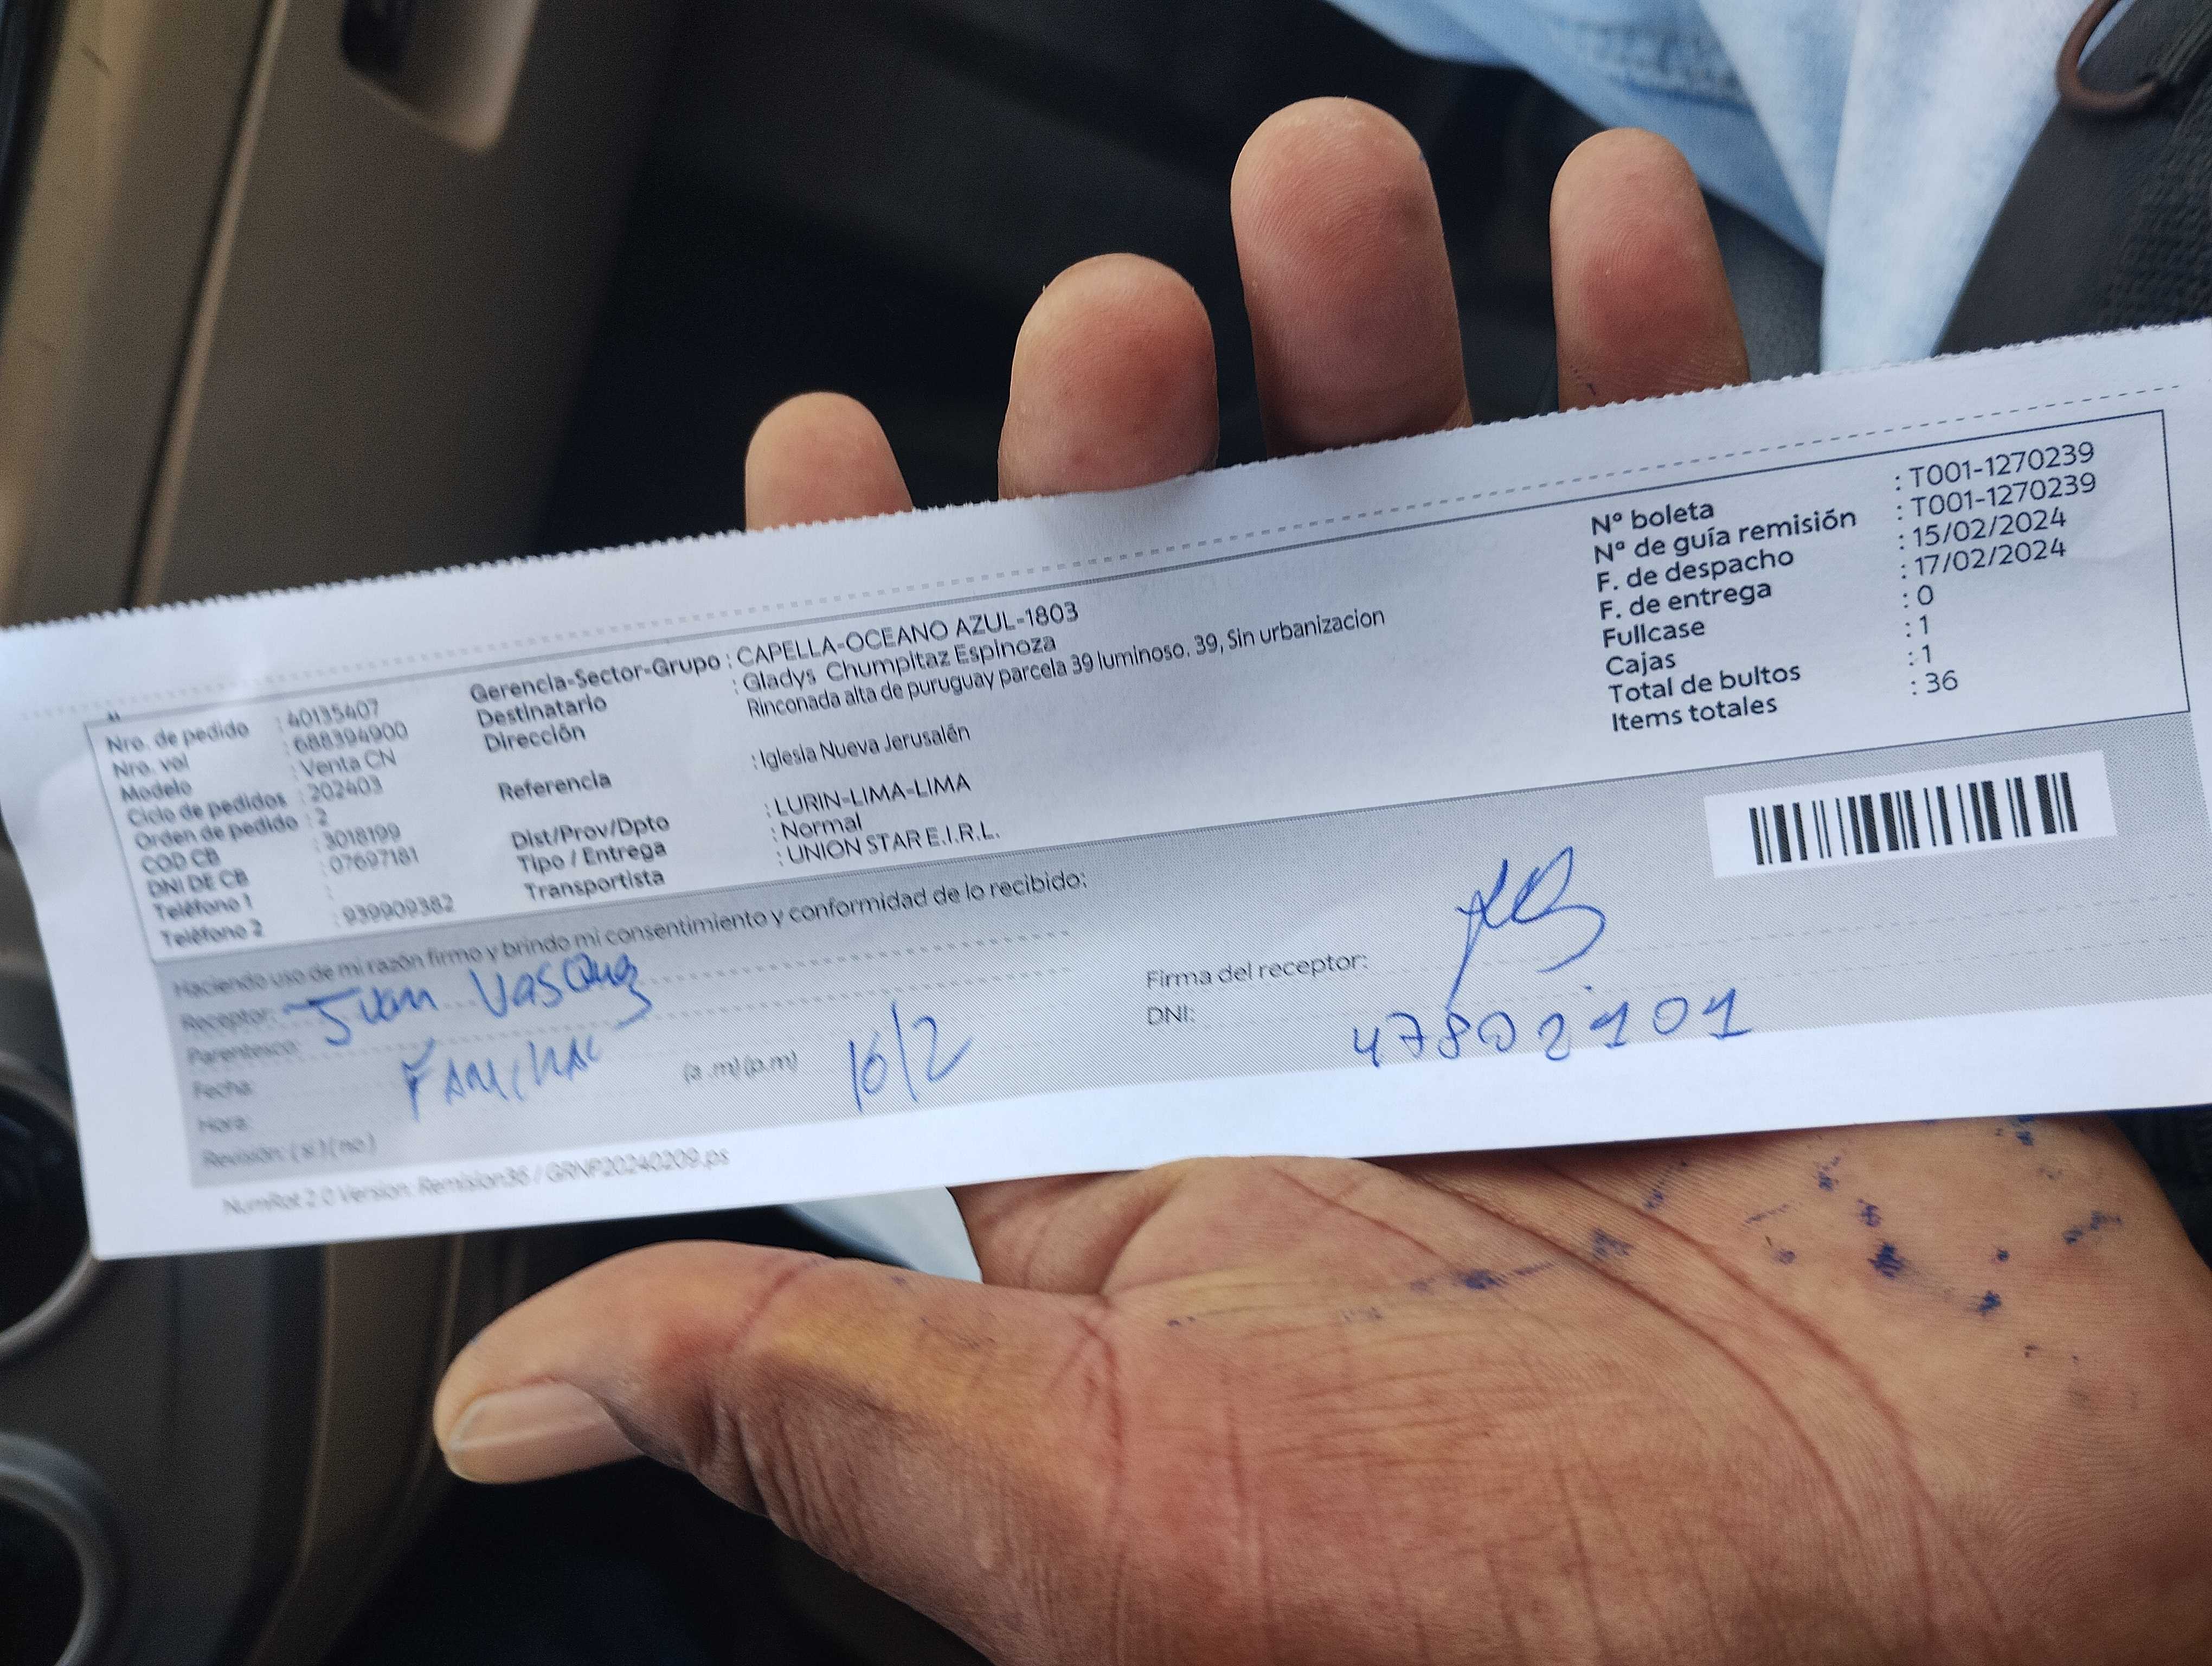 Nro. de pedido : 40135407
Nro. vol : 688394900
Modelo : Venta CN
Ciclo de pedidos : 202403
Orden de pedido : 2
COD CB : 3018199
DNI DE CB : 07697181
Teléfono 1 :
Teléfono 2 : 939909382
Gerencia-Sector-Grupo : CAPELLA-OCEANO AZUL-1803
Destinatario : Gladys Chumpitaz Espinoza
Dirección Rinconada alta de puruguay parcela 39 luminoso. 39, Sin urbanizacion
Referencia : Iglesia Nueva Jerusalén
Dist/Prov/Dpto : LURIN-LIMA-LIMA
Tipo / Entrega : Normal
Transportista : UNION STAR E.I.R.L.
Nº boleta : T001-1270239
Nº de guía remisión : T001-1270239
F. de despacho : 15/02/2024
F. de entrega : 17/02/2024
Fullcase : 0
Cajas : 1
Total de bultos : 1
Items totales : 36
Haciendo uso de mi razón firmo y brindo mi consentimiento y conformidad de lo recibido:
Receptor: Juan Vasquez
Parentesco: FAMILIAR
Fecha:
Hora: (a .m) (p.m) 16/2
Revisión: ( si ) ( no )
Firma del receptor:
DNI: 47802101
NumRot 2.0 Version: Remision36 / GRNP20240209.ps